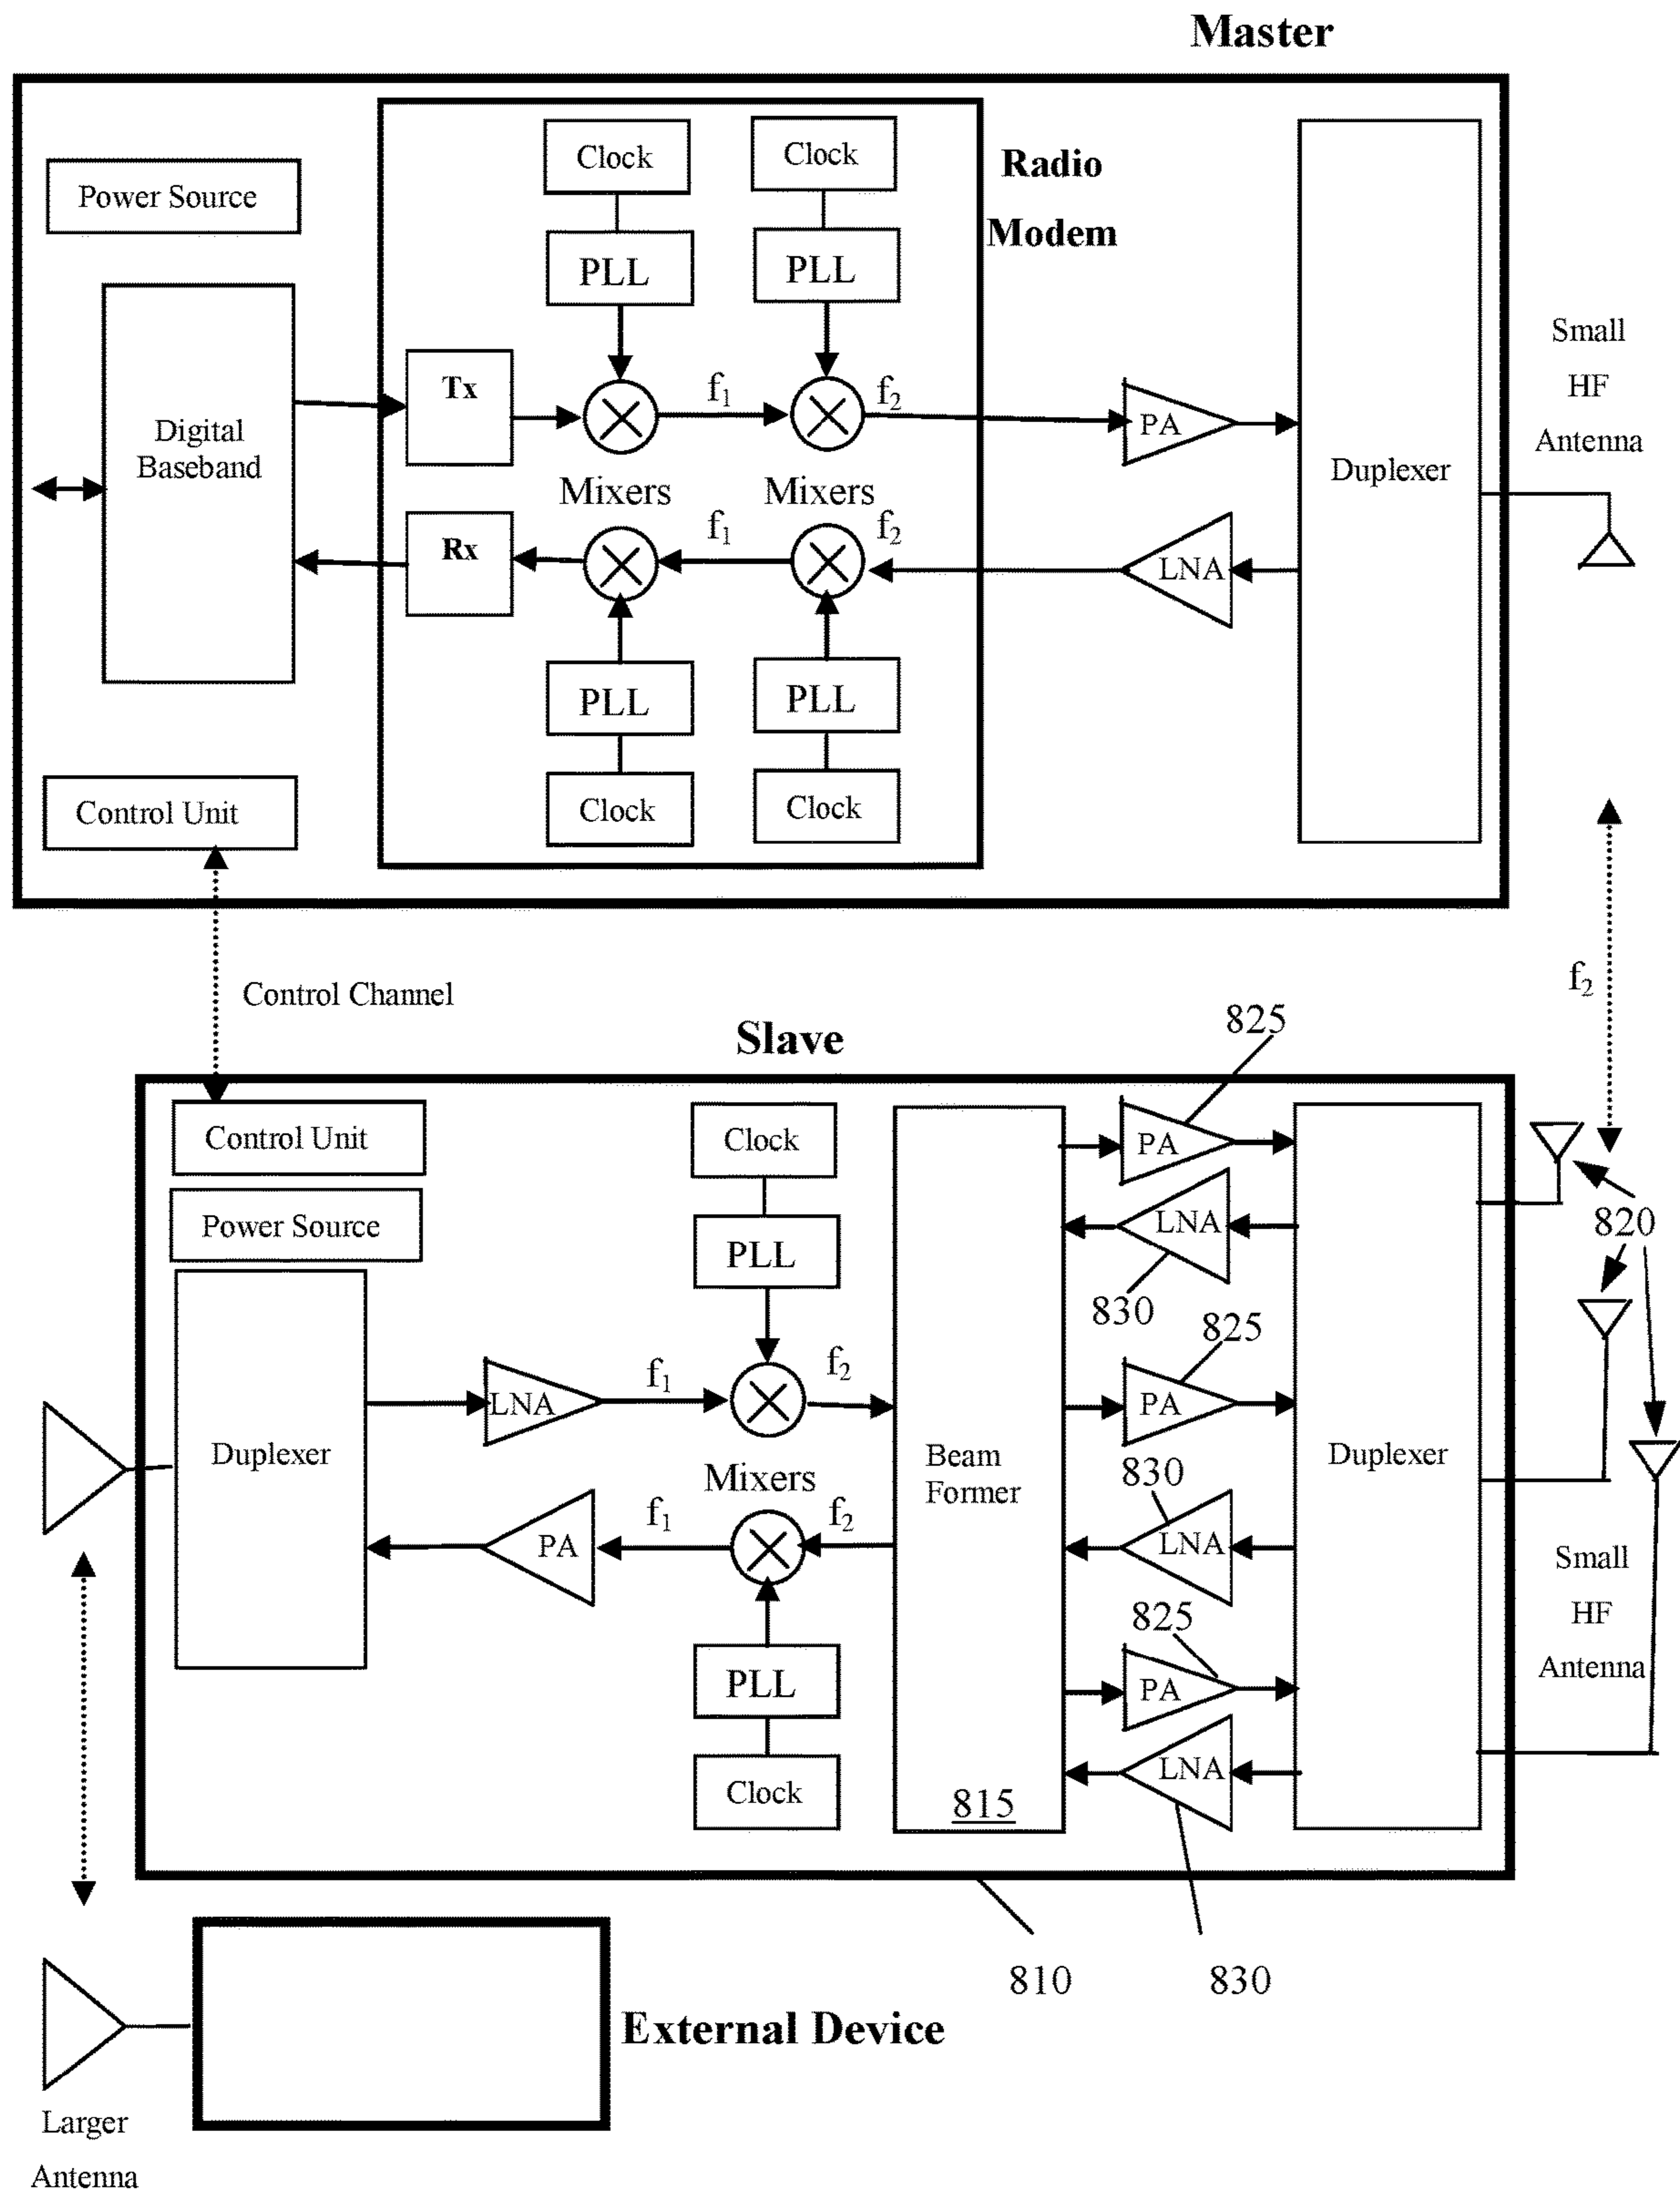 Master
Clock
Clock
Radio
Modem
Power Source
PLL
PLL
Small
HF
Antenna
Tx
f1
f2
PA
Digital
Baseband
Duplexer
Mixers
Mixers
Rx
f1
f2
LNA
PLL
PLL
Control Unit
Clock
Clock
Control Channel
f2
Slave
825
Control Unit
Clock
PA
Power Source
PLL
LNA
820
830
825
LNA
f1
f2
PA
Duplexer
Mixers
Beam
Former
830
Duplexer
PA
f1
f2
LNA
Small
HF
Antenna
825
PLL
PA
Clock
815
LNA
810
830
External Device
Larger
Antenna